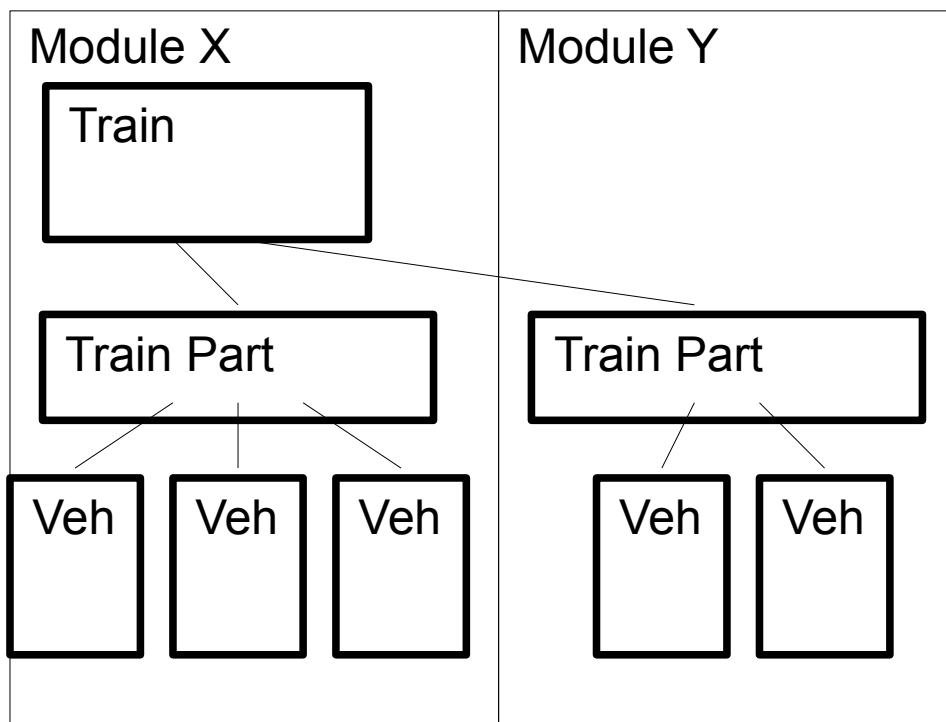 Module X
Module Y
Train
Train Part
Train Part
Veh
Veh
Veh
Veh
Veh